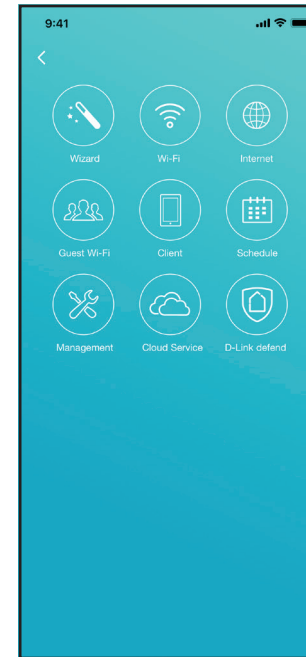 9:41
Wizard Wi-Fi Internet
Guest Wi-Fi Client Schedule
Management Cloud Service D-Link defend